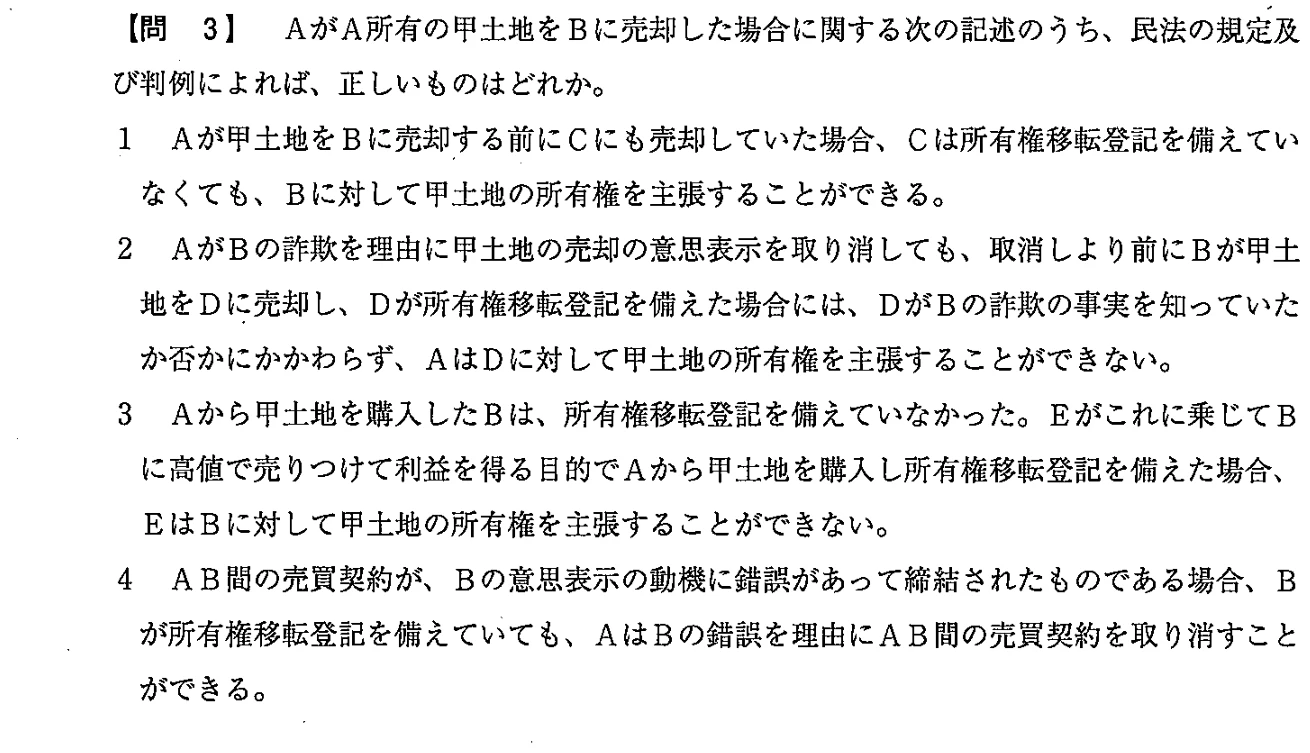 【問　3】　AがA所有の甲土地をBに売却した場合に関する次の記述のうち、民法の規定及
び判例によれば、正しいものはどれか。
1　Aが甲土地をBに売却する前にCにも売却していた場合、Cは所有権移転登記を備えてい
なくても、Bに対して甲土地の所有権を主張することができる。
2　AがBの詐欺を理由に甲土地の売却の意思表示を取り消しても、取消しより前にBが甲土
地をDに売却し、Dが所有権移転登記を備えた場合には、DがBの詐欺の事実を知っていた
か否かにかかわらず、AはDに対して甲土地の所有権を主張することができない。
3　Aから甲土地を購入したBは、所有権移転登記を備えていなかった。Eがこれに乗じてB
に高値で売りつけて利益を得る目的でAから甲土地を購入し所有権移転登記を備えた場合、
EはBに対して甲土地の所有権を主張することができない。
4　AB間の売買契約が、Bの意思表示の動機に錯誤があって締結されたものである場合、B
が所有権移転登記を備えていても、AはBの錯誤を理由にAB間の売買契約を取り消すこと
ができる。